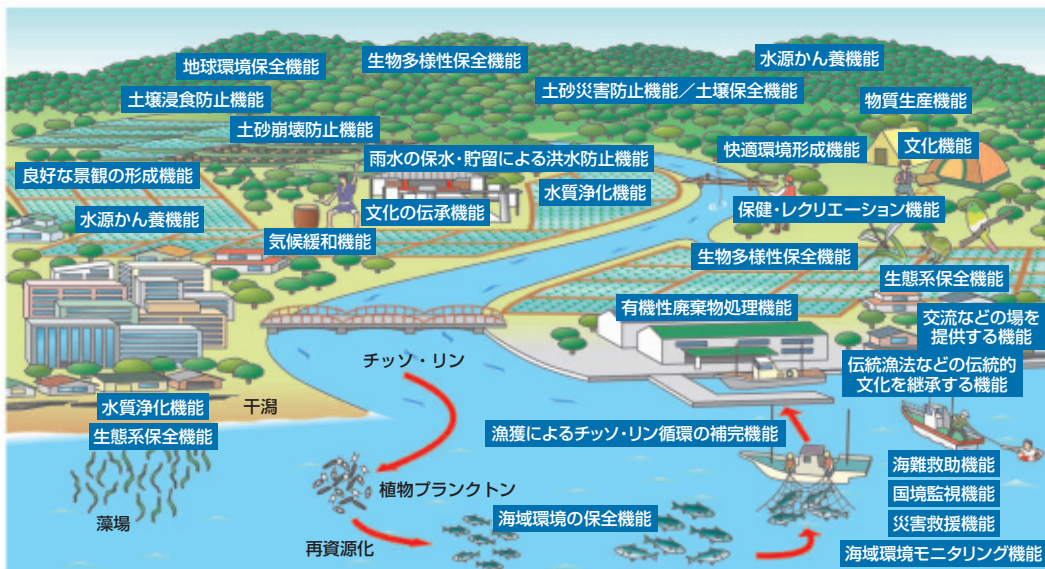 地球環境保全機能
生物多様性保全機能
水源かん養機能
土砂災害防止機能／土壌保全機能
土壌浸食防止機能
物質生産機能
土砂崩壊防止機能
快適環境形成機能
文化機能
雨水の保水・貯留による洪水防止機能
良好な景観の形成機能
水質浄化機能
水源かん養機能
文化の伝承機能
保健・レクリエーション機能
気候緩和機能
生物多様性保全機能
生態系保全機能
有機性廃棄物処理機能
交流などの場を
提供する機能
チッソ・リン
伝統漁法などの伝統的
文化を継承する機能
水質浄化機能
干潟
生態系保全機能
漁獲によるチッソ・リン循環の補完機能
海難救助機能
植物プランクトン
国境監視機能
藻場
海域環境の保全機能
災害救援機能
再資源化
海域環境モニタリング機能